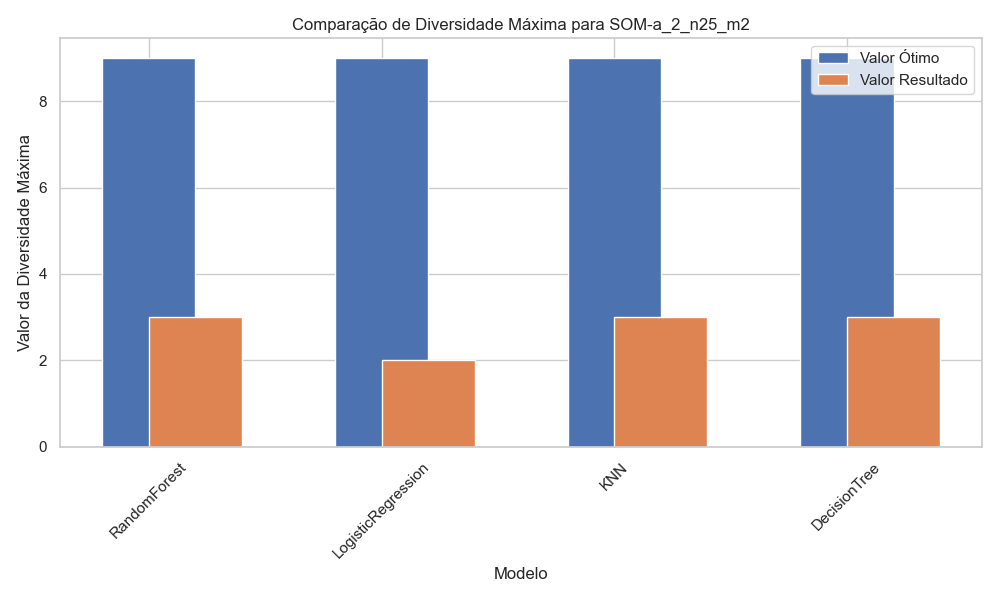 Comparação de Diversidade Máxima para SOM-a_2_n25_m2
Valor Ótimo
Valor Resultado
Valor da Diversidade Máxima
8
6
4
2
0
RandomForest
LogisticRegression
KNN
DecisionTree
Modelo